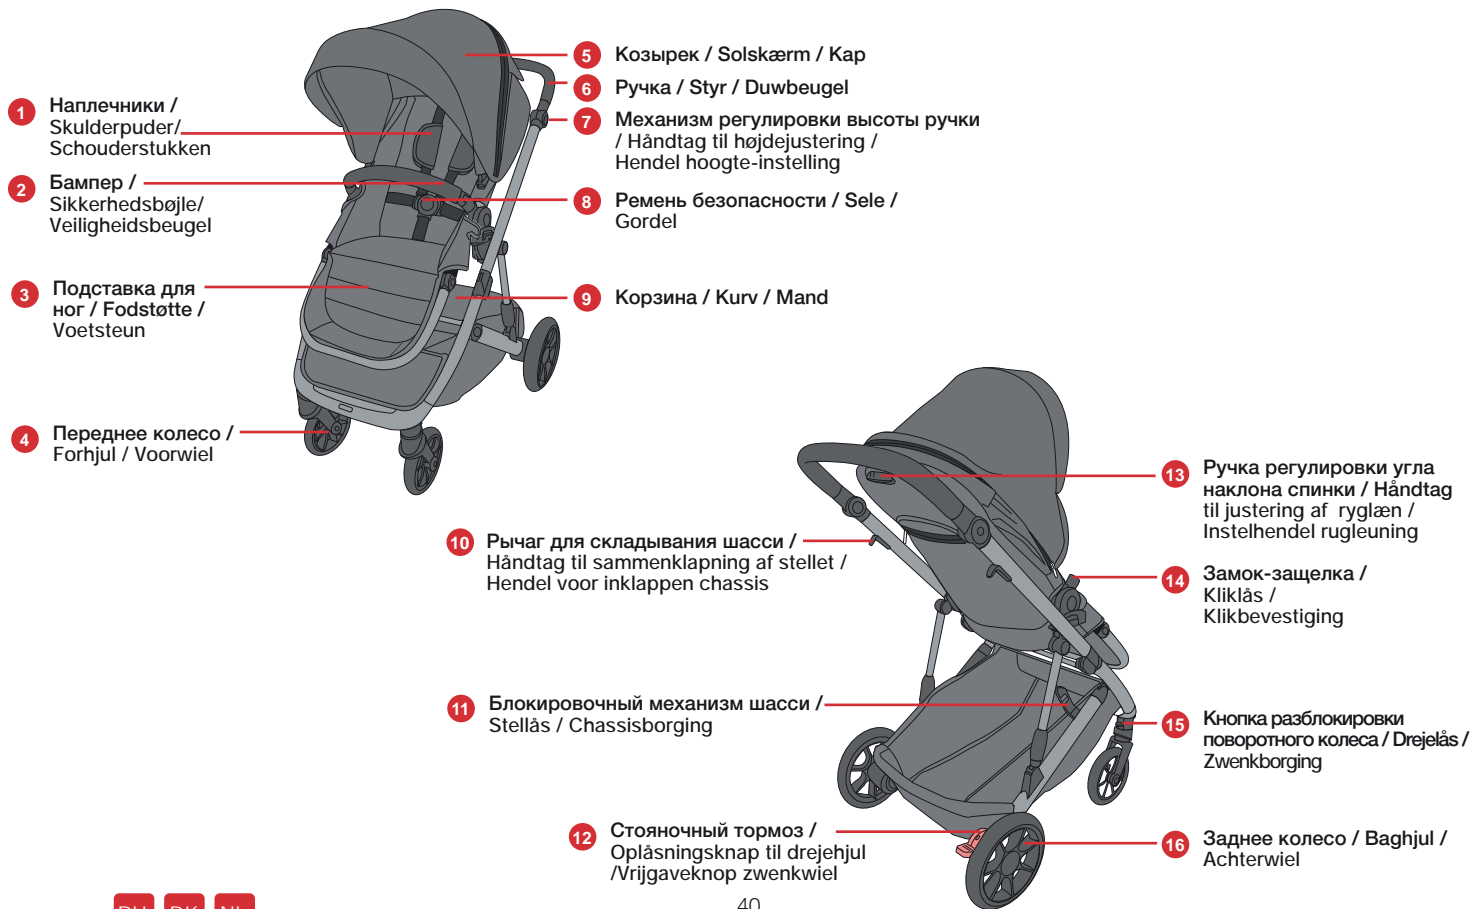 1 Наплечники /
Skulderpuder/
Schouderstukken
2 Бампер /
Sikkerhedsbøjle/
Veiligheidsbeugel
3 Подставка для
ног / Fodstøtte /
Voetsteun
4 Переднее колесо /
Forhjul / Voorwiel
5 Козырек / Solskærm / Kap
6 Ручка / Styr / Duwbeugel
7 Механизм регулировки высоты ручки
/ Håndtag til højdejustering /
Hendel hoogte-instelling
8 Ремень безопасности / Sele /
Gordel
9 Корзина / Kurv / Mand
10 Рычаг для складывания шасси /
Håndtag til sammenklapning af stellet /
Hendel voor inklappen chassis
11 Блокировочный механизм шасси /
Stellås / Chassisborging
12 Стояночный тормоз /
Oplåsningsknap til drejehjul
/Vrijgaveknop zwenkwiel
13 Ручка регулировки угла
наклона спинки / Håndtag
til justering af ryglæn /
Instelhendel rugleuning
14 Замок-защелка /
Kliklås /
Klikbevestiging
15 Кнопка разблокировки
поворотного колеса / Drejelås /
Zwenkborging
16 Заднее колесо / Baghjul /
Achterwiel
RU DK NL
40